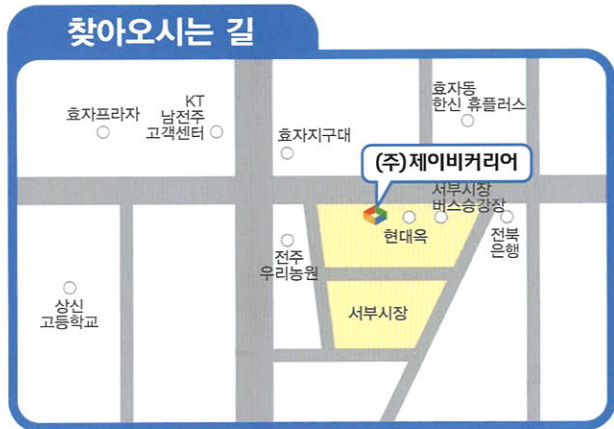 찾아오시는 길
효자프라자
KT
남전주
고객센터
효자지구대
효자동
한신 휴플러스
(주)제이비커리어
서부시장
버스승강장
현대옥
전북
은행
전주
우리농원
상신
고등학교
서부시장